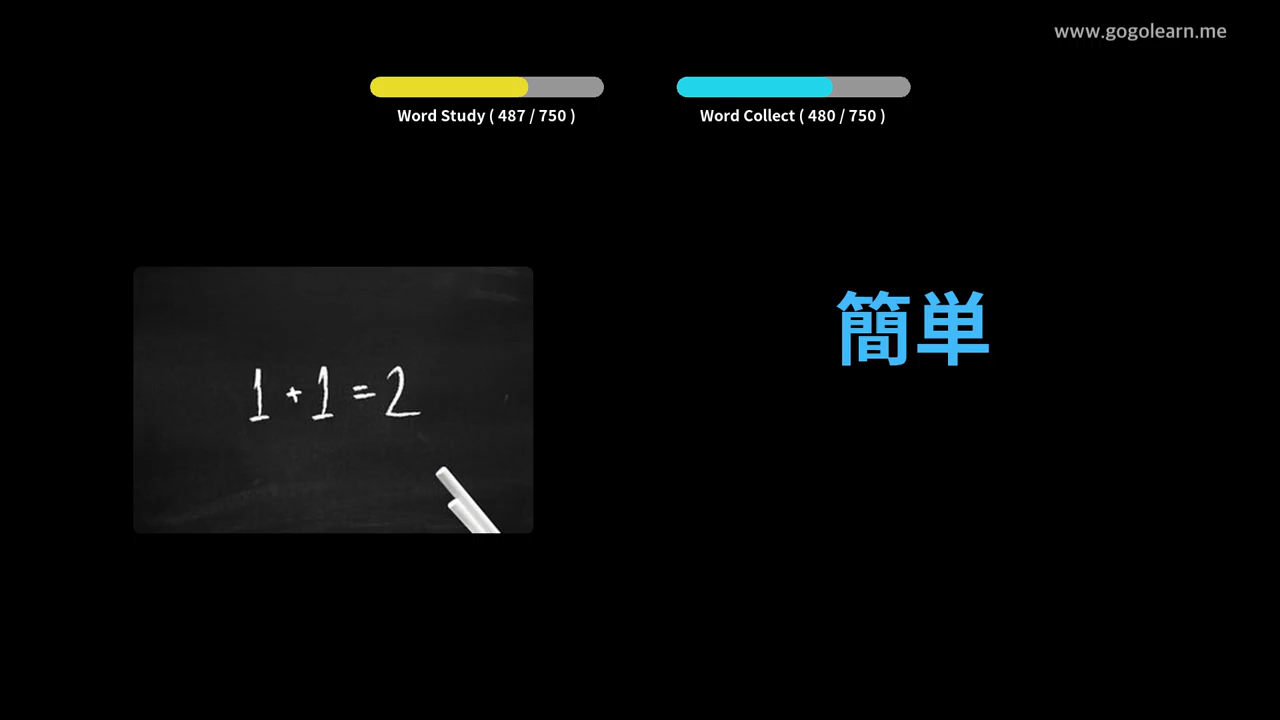 www.gogolearn.me
Word Study ( 487 / 750 )
Word Collect ( 480 / 750 )
簡単
1 + 1 = 2